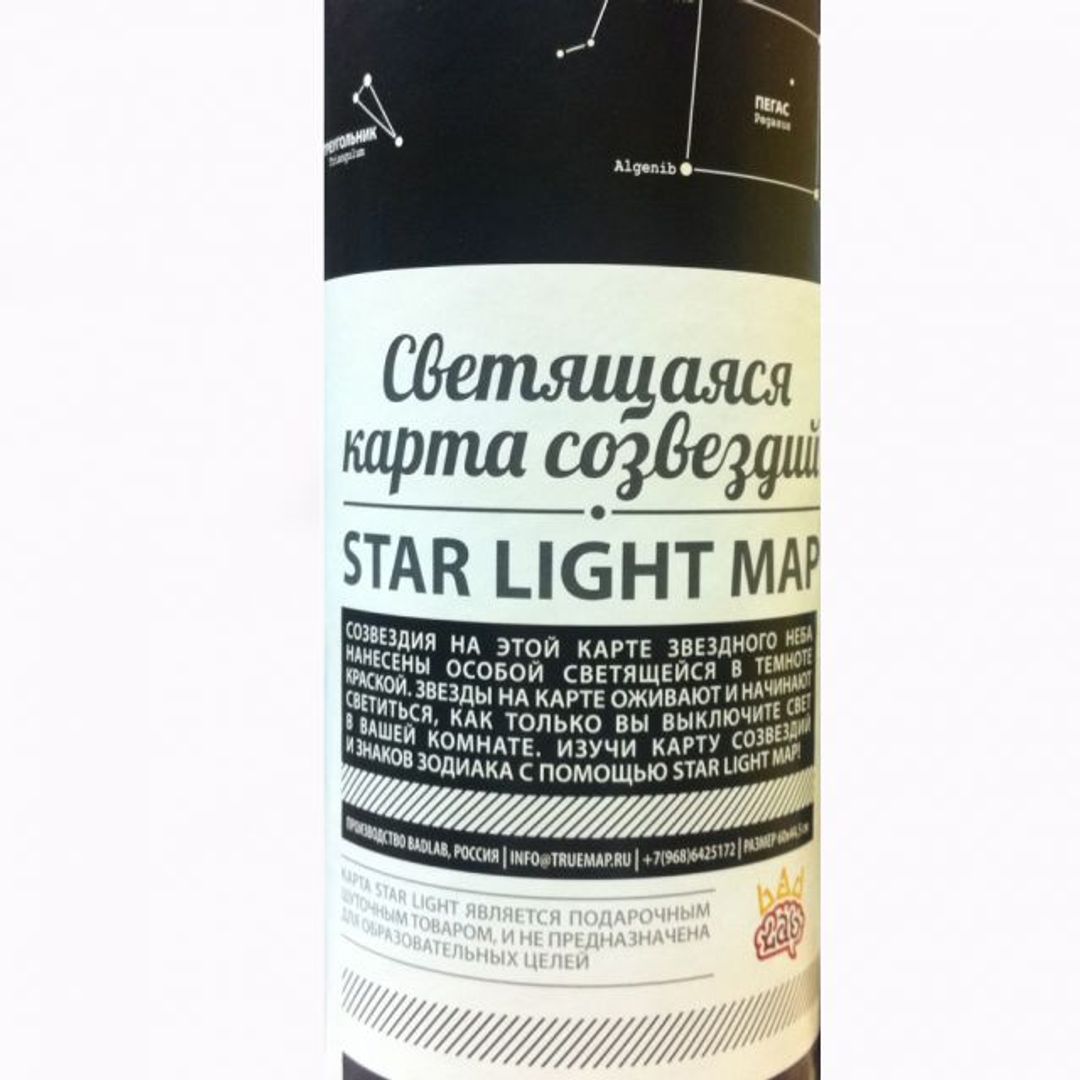 ПЕГАС
Pegasus
Triangulum
Algenib
Светящаяся
карта созвездий
STAR LIGHT MAP
СОЗВЕЗДИЯ НА ЭТОЙ КАРТЕ ЗВЕЗДНОГО НЕБА
НАНЕСЕНЫ ОСОБОЙ СВЕТЯЩЕЙСЯ В ТЕМНОТЕ
КРАСКОЙ. ЗВЕЗДЫ НА КАРТЕ ОЖИВАЮТ И НАЧИНАЮТ
СВЕТИТЬСЯ, КАК ТОЛЬКО ВЫ ВЫКЛЮЧИТЕ СВЕТ
В ВАШЕЙ КОМНАТЕ. ИЗУЧИ КАРТУ СОЗВЕЗДИЙ
И ЗНАКОВ ЗОДИАКА С ПОМОЩЬЮ STAR LIGHT MAP!
ПРОИЗВОДСТВО BADLAB, РОССИЯ | INFO@TRUEMAP.RU | +7(968)6425172 | РАЗМЕР 60x44,5 см
КАРТА STAR LIGHT ЯВЛЯЕТСЯ ПОДАРОЧНЫМ
ШУТОЧНЫМ ТОВАРОМ, И НЕ ПРЕДНАЗНАЧЕНА
ДЛЯ ОБРАЗОВАТЕЛЬНЫХ ЦЕЛЕЙ
bad
Lab